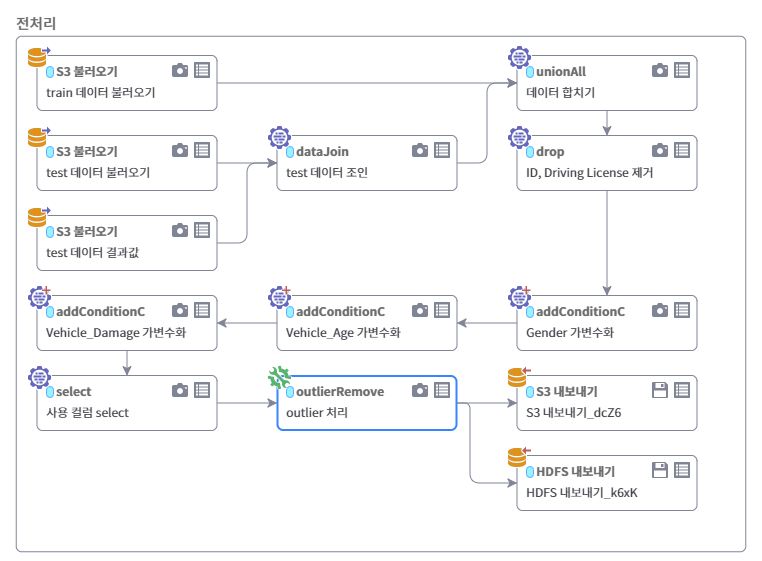 전처리
S3 불러오기
train 데이터 불러오기
unionAll
데이터 합치기
S3 불러오기
test 데이터 불러오기
dataJoin
test 데이터 조인
drop
ID, Driving License 제거
S3 불러오기
test 데이터 결과값
addConditionC
Vehicle_Damage 가변수화
addConditionC
Vehicle_Age 가변수화
addConditionC
Gender 가변수화
select
사용 컬럼 select
outlierRemove
outlier 처리
S3 내보내기
S3 내보내기_dcZ6
HDFS 내보내기
HDFS 내보내기_k6xK